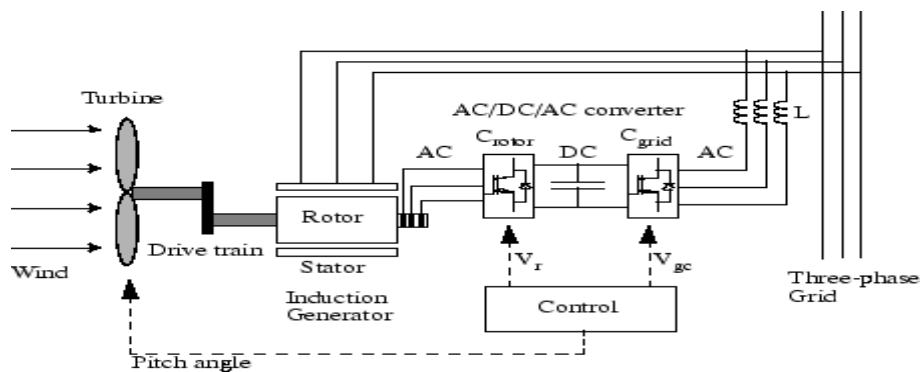 Turbine
AC/DC/AC converter
L
C_rotor
C_grid
AC
DC
AC
Rotor
Drive train
Stator
Wind
V_r
V_gc
Induction
Generator
Three-phase
Grid
Control
Pitch angle